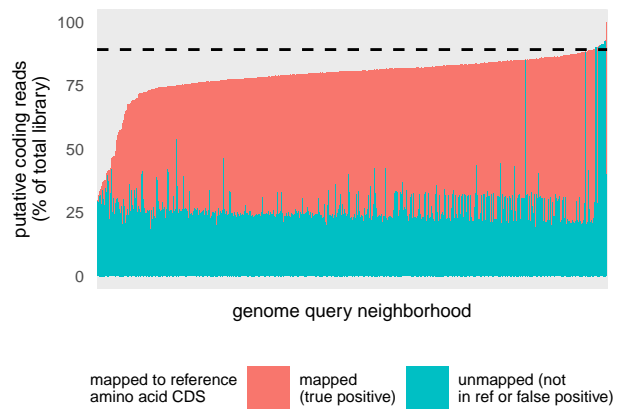 100
75
50
25
0
putative coding reads
(% of total library)
genome query neighborhood
mapped to reference
amino acid CDS
mapped
(true positive)
unmapped (not
in ref or false positive)